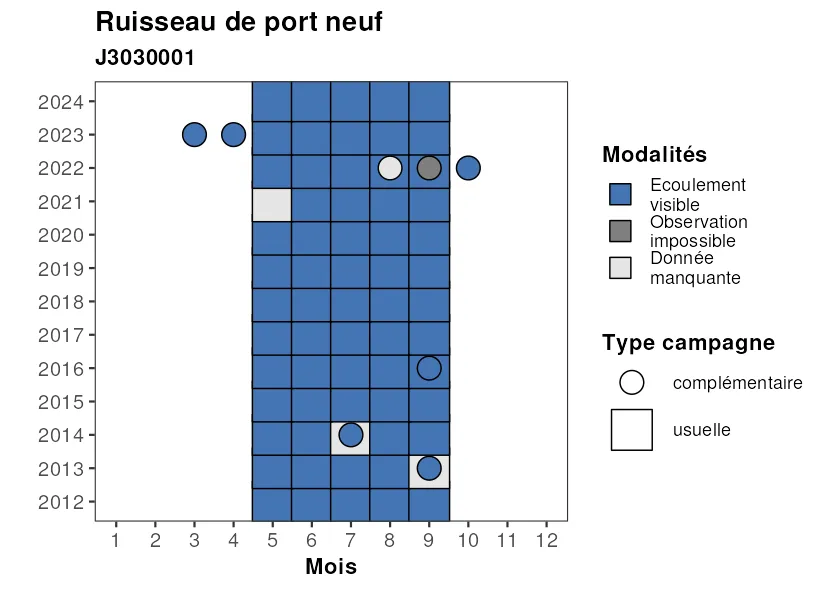 Ruisseau de port neuf
J3030001
2024
2023
2022
2021
2020
2019
2018
2017
2016
2015
2014
2013
2012
1 2 3 4 5 6 7 8 9 10 11 12
Mois
Modalités
Ecoulement
visible
Observation
impossible
Donnée
manquante
Type campagne
complémentaire
usuelle